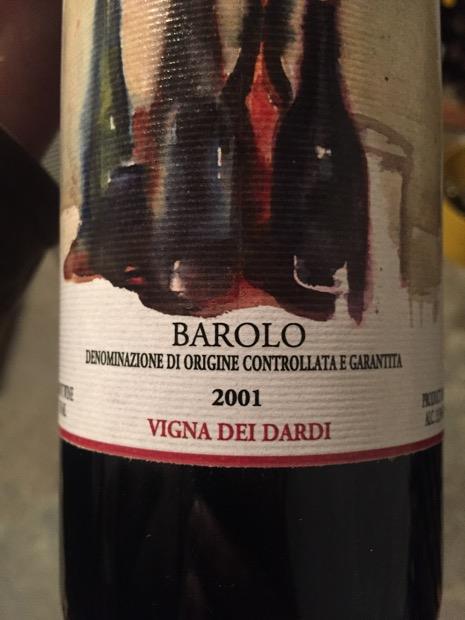 BAROLO
DENOMINAZIONE DI ORIGINE CONTROLLATA E GARANTITA
2001
VIGNA DEI DARDI